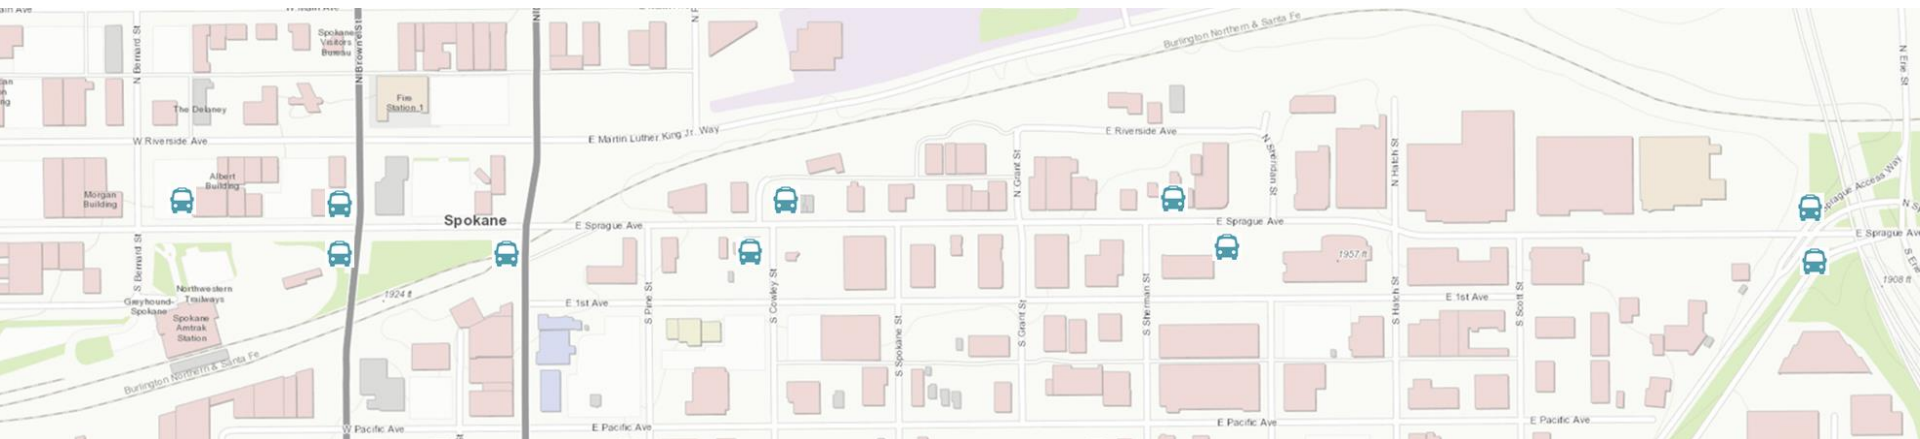 W Main Ave
Spokane
Visitors
Bureau
N Bernard St
N Browne St
Burlington Northern & Santa Fe
N Erie St
The Delaney
Fire
Station 1
W Riverside Ave
E Martin Luther King Jr. Way
E Riverside Ave
N Grant St
N Sheridan St
N Hatch St
Morgan
Building
Albert
Building
Spokane
E Sprague Ave
E Sprague Ave
Sprague Access Way
E Sprague Ave
S Bernard St
Northwestern
Trailways
Greyhound-
Spokane
Spokane
Amtrak
Station
1924 ft
1957 ft
1908 ft
E 1st Ave
E 1st Ave
S Pine St
S Cowley St
S Spokane St
S Grant St
S Sherman St
S Hatch St
S Scott St
Burlington Northern & Santa Fe
W Pacific Ave
E Pacific Ave
E Pacific Ave
E Pacific Ave